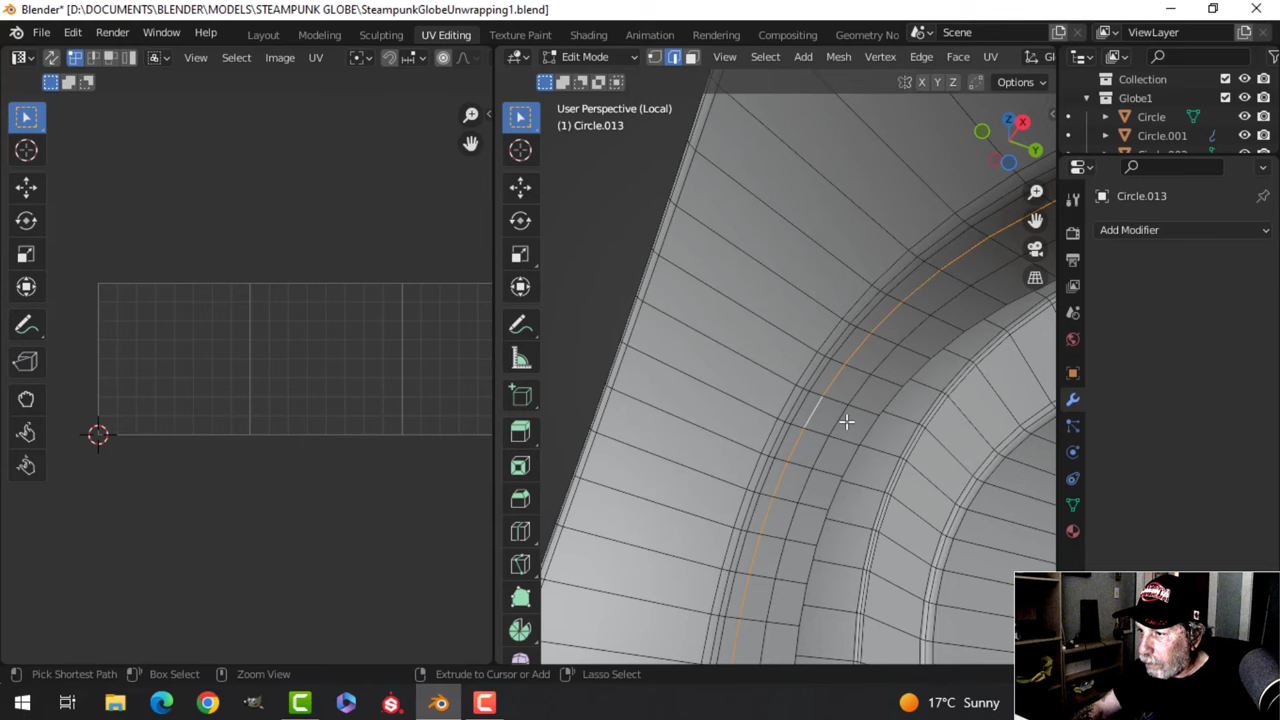 Blender* [D:\DOCUMENTS\BLENDER\MODELS\STEAMPUNK GLOBE\SteampunkGlobeUnwrapping1.blend]
File Edit Render Window Help Layout Modeling Sculpting UV Editing Texture Paint Shading Animation Rendering Compositing Geometry No Scene ViewLayer
View Select Image UV Edit Mode View Select Add Mesh Vertex Edge Face UV Gl
X Y Z Options
Collection
User Perspective (Local)
Globe1
(1) Circle.013
Circle
Circle.001
Circle.013
Add Modifier
Pick Shortest Path Box Select Zoom View Extrude to Cursor or Add Lasso Select
17°C Sunny